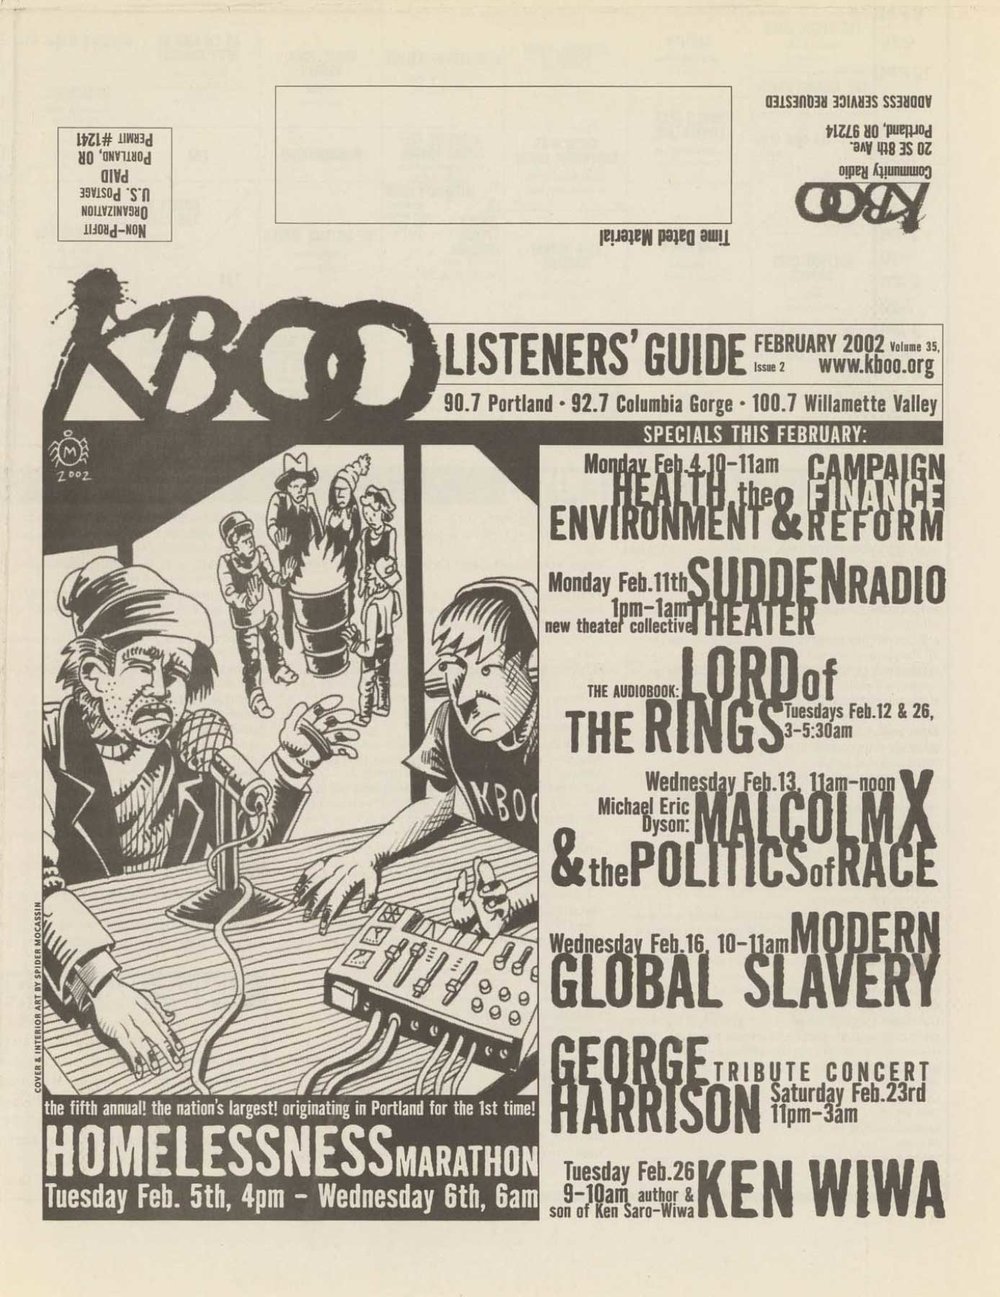 NON-PROFIT
ORGANIZATION
U.S. POSTAGE
PAID
PORTLAND, OR
PERMIT #1241
Time Dated Material
KBOO
Community Radio
20 SE 8th Ave.
Portland, OR 97214
ADDRESS SERVICE REQUESTED
KBOO
LISTENERS' GUIDE
FEBRUARY 2002 Volume 35,
Issue 2 www.kboo.org
90.7 Portland • 92.7 Columbia Gorge • 100.7 Willamette Valley
SPECIALS THIS FEBRUARY:
M
2002
KBOO
COVER & INTERIOR ART BY SPIDER MOCASSIN
the fifth annual! the nation's largest! originating in Portland for the 1st time!
HOMELESSNESS MARATHON
Tuesday Feb. 5th, 4pm – Wednesday 6th, 6am
Monday Feb.4, 10-11am
HEALTH the
ENVIRONMENT &
CAMPAIGN
FINANCE
REFORM
Monday Feb.11th
1pm-1am
new theater collective
SUDDEN RADIO
THEATER
THE AUDIOBOOK: LORD of
THE RINGS
Tuesdays Feb.12 & 26,
3-5:30am
Wednesday Feb.13, 11am-noon
Michael Eric
Dyson:
MALCOLM X
& the POLITICS of RACE
Wednesday Feb.16, 10-11am MODERN
GLOBAL SLAVERY
GEORGE
HARRISON
TRIBUTE CONCERT
Saturday Feb.23rd
11pm-3am
Tuesday Feb.26
9-10am author &
son of Ken Saro-Wiwa
KEN WIWA